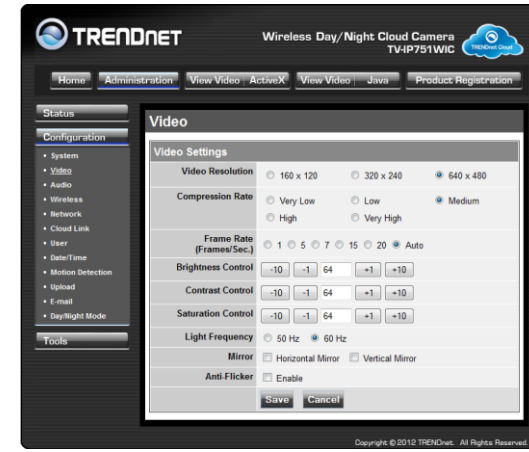 TRENDNET
Wireless Day/Night Cloud Camera
TV-IP751WIC
TRENDnet Cloud
Home Administration View Video | ActiveX View Video | Java Product Registration
Status
Configuration
• System
• Video
• Audio
• Wireless
• Network
• Cloud Link
• User
• Date/Time
• Motion Detection
• Upload
• E-mail
• Day/Night Mode
Tools
Video
Video Settings
Video Resolution 160 x 120 320 x 240 640 x 480
Compression Rate Very Low Low Medium
High Very High
Frame Rate
(Frames/Sec.) 1 5 7 15 20 Auto
Brightness Control -10 -1 64 +1 +10
Contrast Control -10 -1 64 +1 +10
Saturation Control -10 -1 64 +1 +10
Light Frequency 50 Hz 60 Hz
Mirror Horizontal Mirror Vertical Mirror
Anti-Flicker Enable
Save Cancel
Copyright © 2012 TRENDnet. All Rights Reserved.